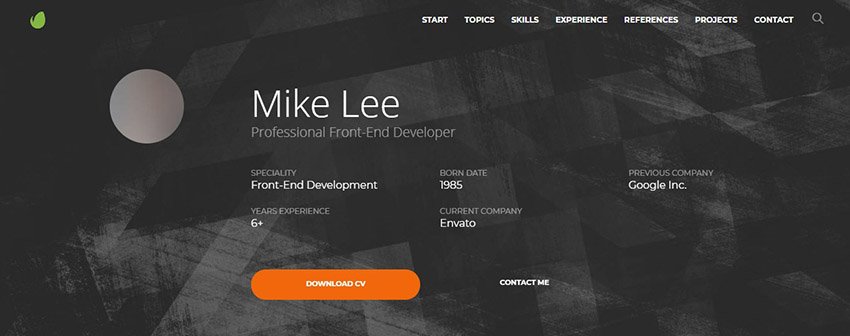 START TOPICS SKILLS EXPERIENCE REFERENCES PROJECTS CONTACT
Mike Lee
Professional Front-End Developer
SPECIALITY BORN DATE PREVIOUS COMPANY
Front-End Development 1985 Google Inc.
YEARS EXPERIENCE CURRENT COMPANY
6+ Envato
DOWNLOAD CV CONTACT ME